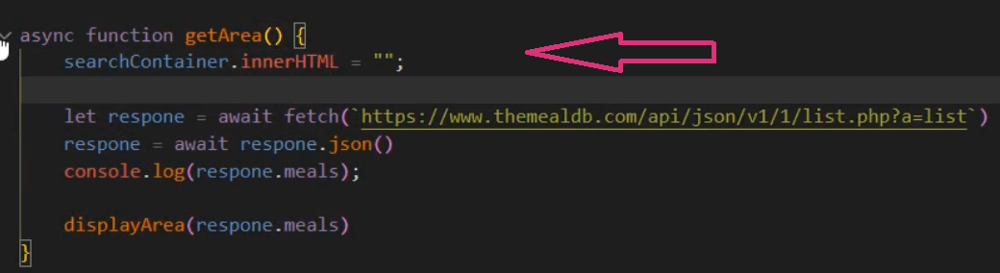 async function getArea() {
searchContainer.innerHTML = "";
let respone = await fetch(`https://www.themealdb.com/api/json/v1/1/list.php?a=list`)
respone = await respone.json()
console.log(respone.meals);
displayArea(respone.meals)
}